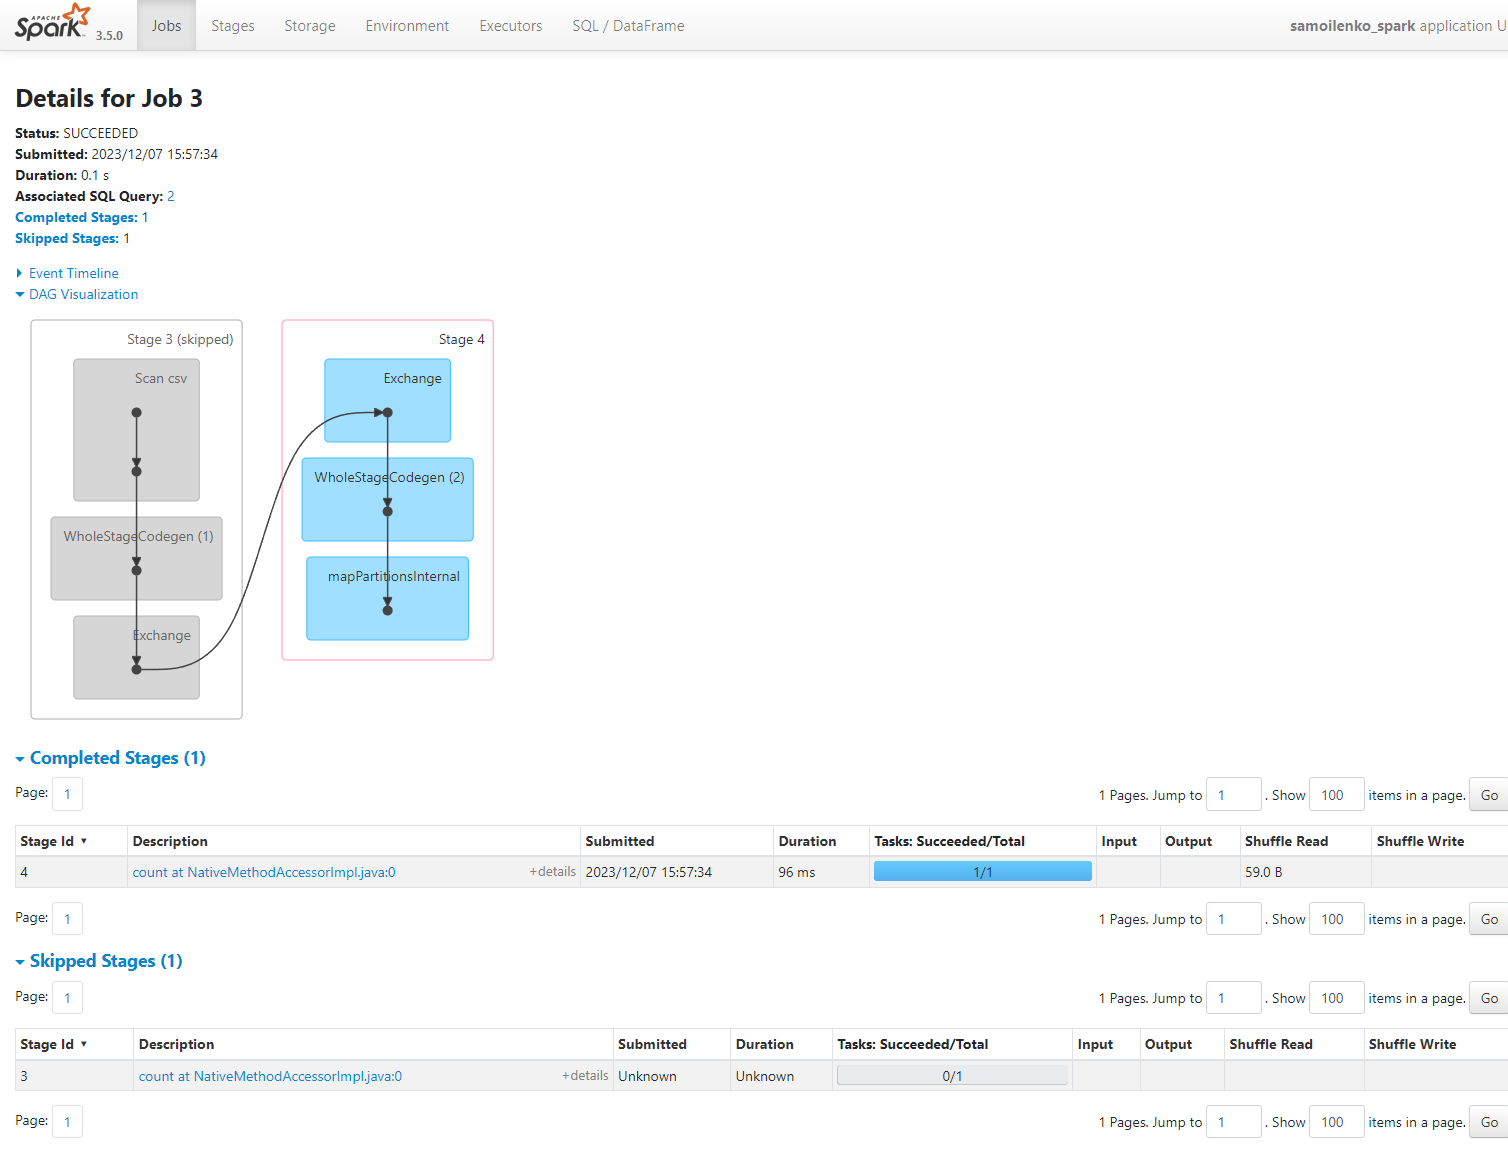 APACHE Spark 3.5.0 Jobs Stages Storage Environment Executors SQL / DataFrame samoilenko_spark application U
Details for Job 3
Status: SUCCEEDED
Submitted: 2023/12/07 15:57:34
Duration: 0.1 s
Associated SQL Query: 2
Completed Stages: 1
Skipped Stages: 1
Event Timeline
DAG Visualization
Stage 3 (skipped)
Scan csv
WholeStageCodegen (1)
Exchange
Stage 4
Exchange
WholeStageCodegen (2)
mapPartitionsInternal
Completed Stages (1)
Page: 1 1 Pages. Jump to 1 . Show 100 items in a page. Go
Stage Id ▾ Description Submitted Duration Tasks: Succeeded/Total Input Output Shuffle Read Shuffle Write
4 count at NativeMethodAccessorImpl.java:0 +details 2023/12/07 15:57:34 96 ms 1/1 59.0 B
Page: 1 1 Pages. Jump to 1 . Show 100 items in a page. Go
Skipped Stages (1)
Page: 1 1 Pages. Jump to 1 . Show 100 items in a page. Go
Stage Id ▾ Description Submitted Duration Tasks: Succeeded/Total Input Output Shuffle Read Shuffle Write
3 count at NativeMethodAccessorImpl.java:0 +details Unknown Unknown 0/1
Page: 1 1 Pages. Jump to 1 . Show 100 items in a page. Go